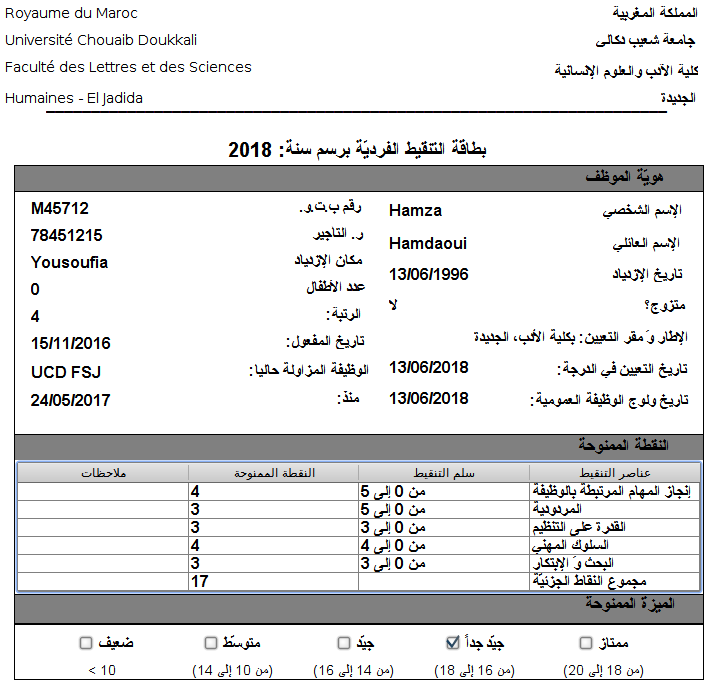 Royaume du Maroc
المملكة المغربية
Université Chouaib Doukkali
جامعة شعيب دكالى
Faculté des Lettres et des Sciences
كلية الآدب والعلوم الإنسانية
Humaines - El Jadida
الجديدة
بطاقة التنقيط الفرديّة برسم سنة: 2018
هويّة الموظف
الإسم الشخصي Hamza رقم ب.ت.و. M45712
الإسم العائلي Hamdaoui ر. التاجير 78451215
تاريخ الإزدياد 13/06/1996 مكان الإزدياد Yousoufia
متزوج؟ لا عدد الأطفال 0
الرتبة: 4
الإطار وَ مقر التعيين: بكلية الأدب، الجديدة تاريخ المفعول: 15/11/2016
تاريخ التعيين في الدرجة: 13/06/2018 الوظيفة المزاولة حاليا: UCD FSJ
تاريخ ولوج الوظيفة العمومية: 13/06/2018 منذ: 24/05/2017
النقطة الممنوحة
عناصر التنقيط سلم التنقيط النقطة الممنوحة ملاحظات
إنجاز المهام المرتبطة بالوظيفة من 0 إلى 5 4
المردودية من 0 إلى 5 3
القدرة على التنظيم من 0 إلى 3 3
السلوك المهني من 0 إلى 4 4
البحث وَ الإبتكار من 0 إلى 3 3
مجموع النقاط الجزئيّة 17
الميزة الممنوحة
ممتاز جيّد جداً جيّد متوسّط ضعيف
(من 18 إلى 20) (من 16 إلى 18) (من 14 إلى 16) (من 10 إلى 14) < 10